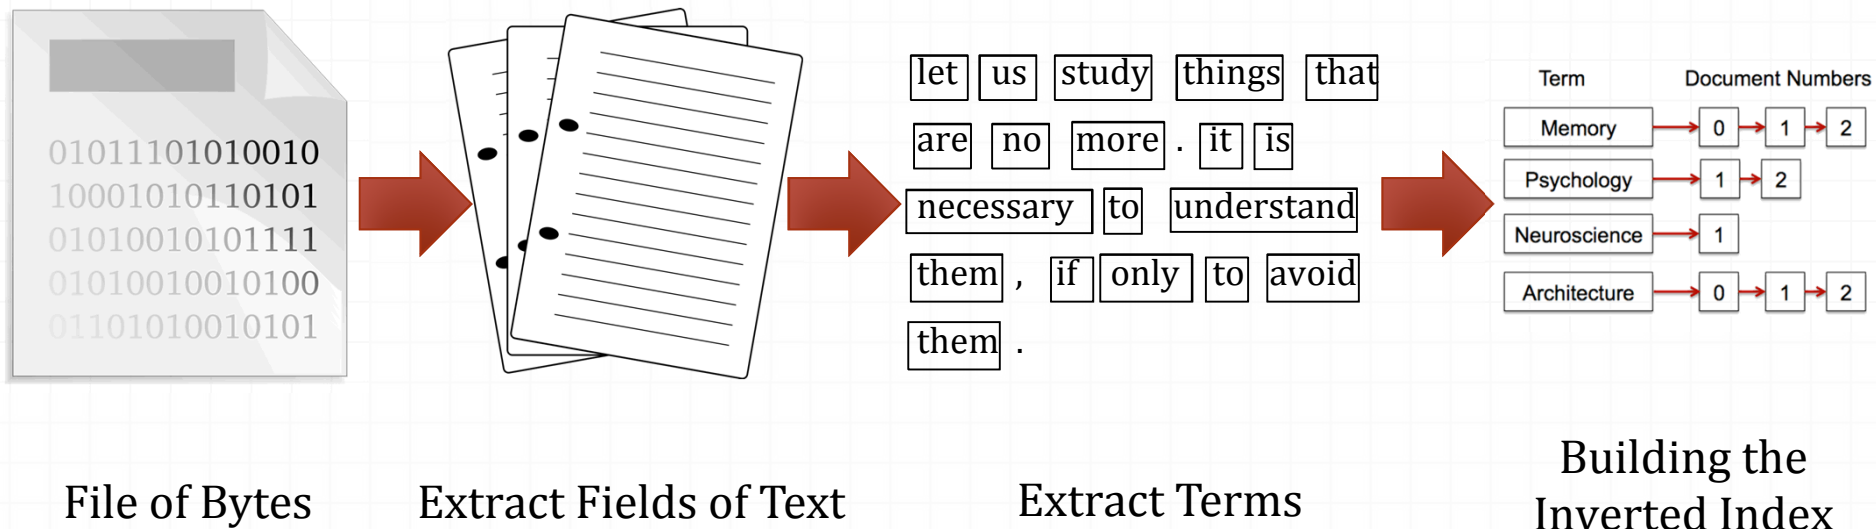 01011101010010
10001010110101
01010010101111
01010010010100
01101010010101
let us study things that
are no more . it is
necessary to understand
them , if only to avoid
them .
Term Document Numbers
Memory 0 1 2
Psychology 1 2
Neuroscience 1
Architecture 0 1 2
File of Bytes
Extract Fields of Text
Extract Terms
Building the
Inverted Index